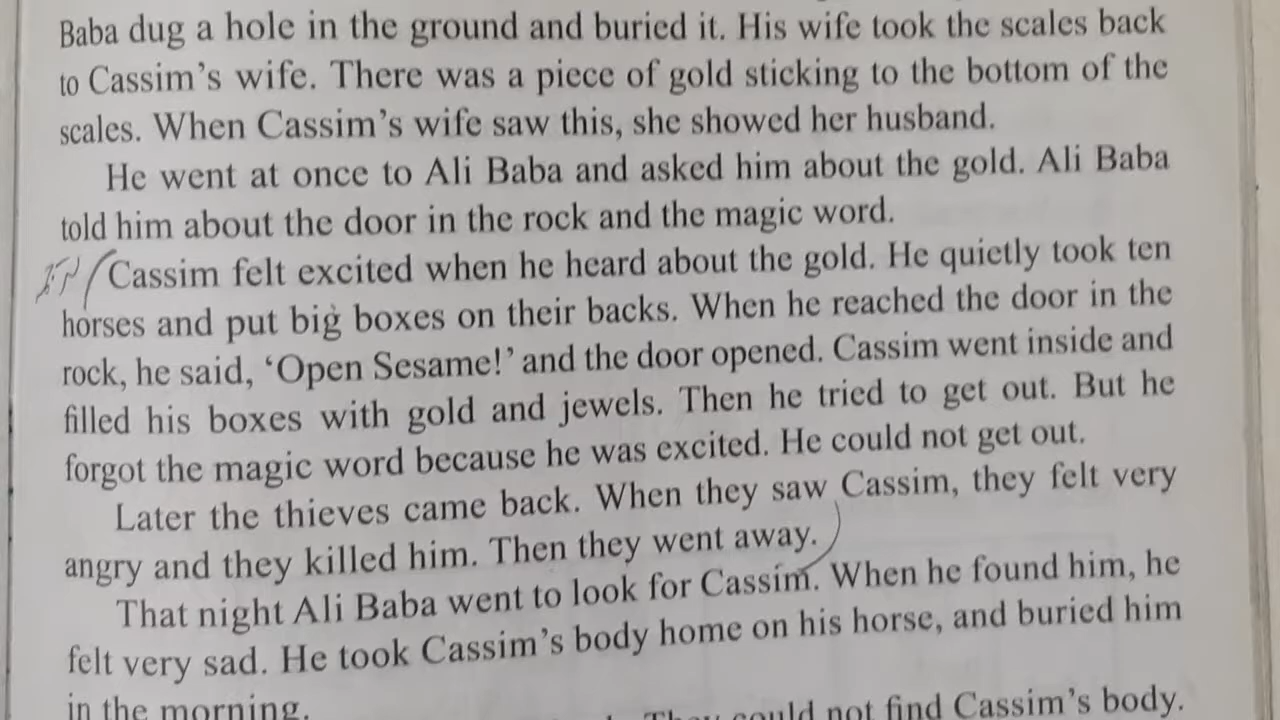 Baba dug a hole in the ground and buried it. His wife took the scales back
to Cassim's wife. There was a piece of gold sticking to the bottom of the
scales. When Cassim's wife saw this, she showed her husband.
He went at once to Ali Baba and asked him about the gold. Ali Baba
told him about the door in the rock and the magic word.
Cassim felt excited when he heard about the gold. He quietly took ten
horses and put big boxes on their backs. When he reached the door in the
rock, he said, ‘Open Sesame!’ and the door opened. Cassim went inside and
filled his boxes with gold and jewels. Then he tried to get out. But he
forgot the magic word because he was excited. He could not get out.
Later the thieves came back. When they saw Cassim, they felt very
angry and they killed him. Then they went away.
That night Ali Baba went to look for Cassim. When he found him, he
felt very sad. He took Cassim's body home on his horse, and buried him
in the morning.
They could not find Cassim's body.